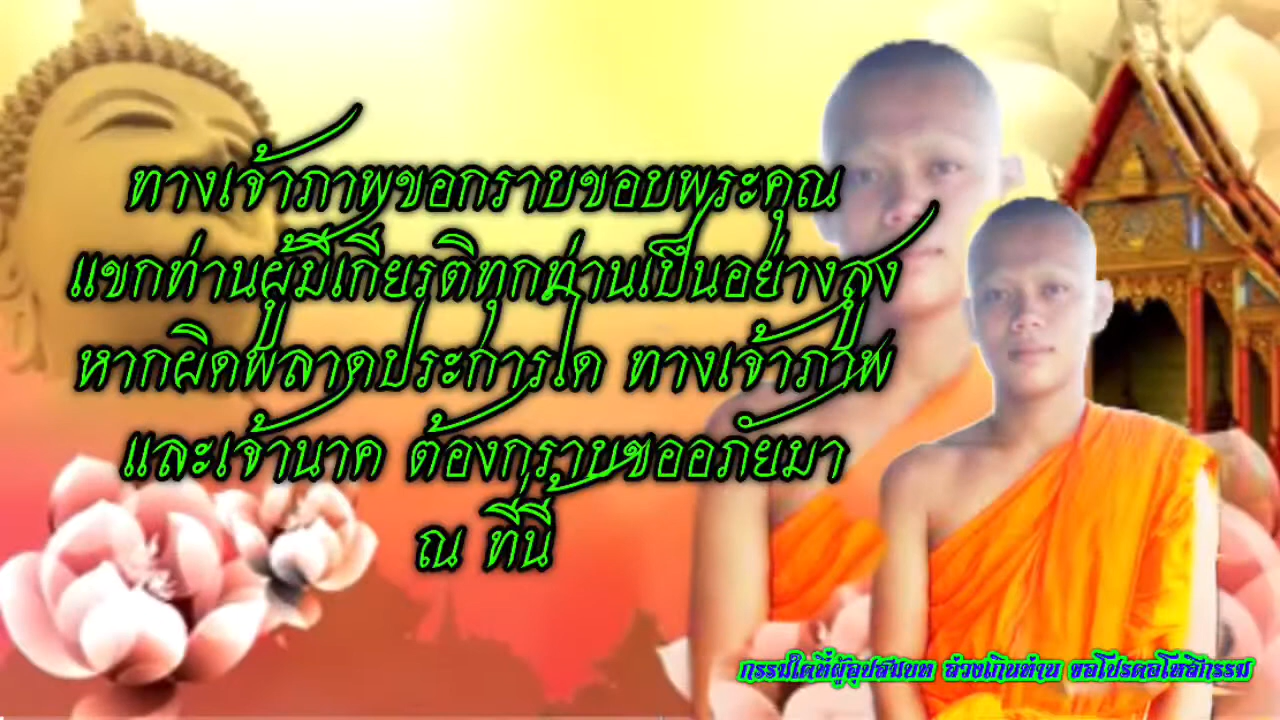 ทางเจ้าภาพขอกราบขอบพระคุณ
แขกท่านผู้มีเกียรติทุกท่านเป็นอย่างสูง
หากผิดพลาดประการใด ทางเจ้าภาพ
และเจ้านาค ต้องกราบขออภัยมา
ณ ที่นี้
กรรมใดที่ผู้อุปสมบท ล่วงเกินท่าน ขอโปรดอโหสิกรรม